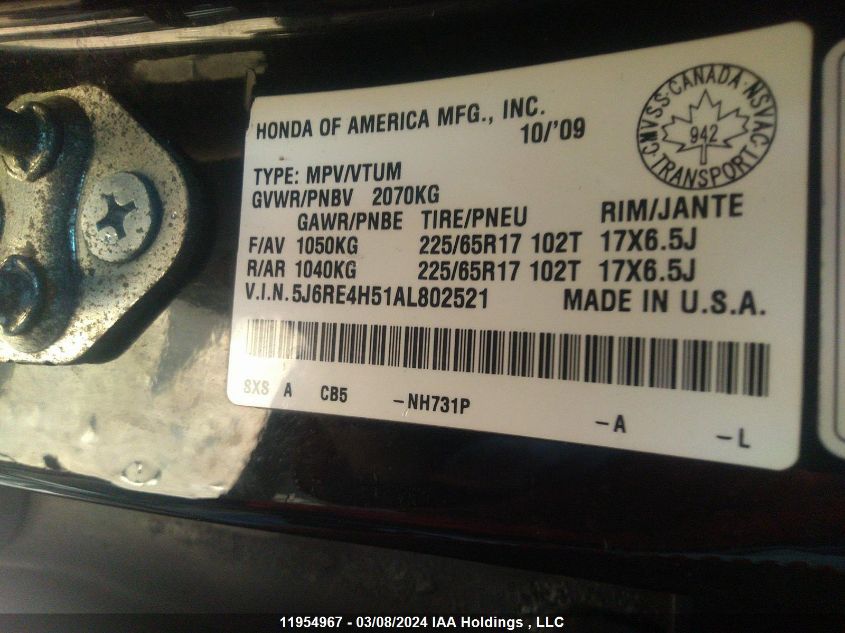 HONDA OF AMERICA MFG., INC.
10/'09
CMVSS·CANADA·NSVAC·
942
TRANSPORT
TYPE: MPV/VTUM
GVWR/PNBV 2070KG
GAWR/PNBE TIRE/PNEU RIM/JANTE
F/AV 1050KG 225/65R17 102T 17X6.5J
R/AR 1040KG 225/65R17 102T 17X6.5J
V.I.N.5J6RE4H51AL802521 MADE IN U.S.A.
SXS A CB5 -NH731P -A -L
11954967 - 03/08/2024 IAA Holdings , LLC